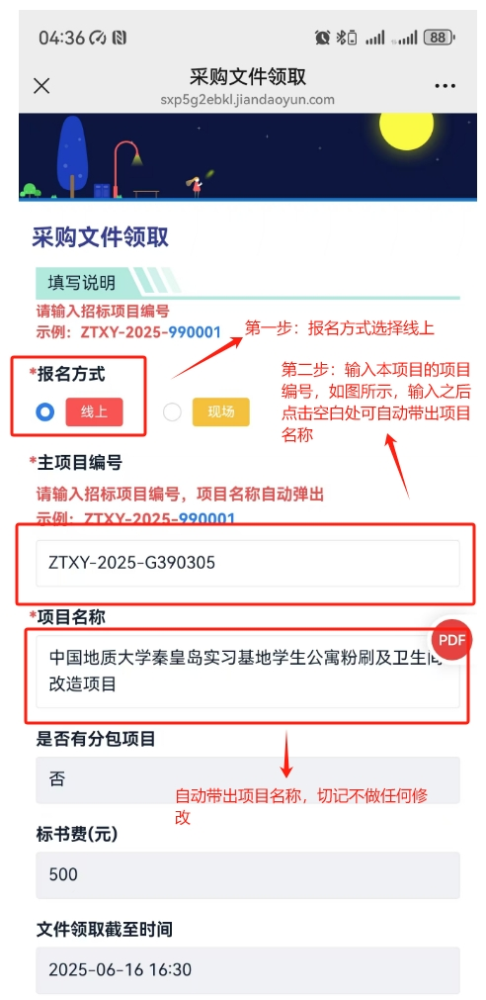 04:36
88
采购文件领取
sxp5g2ebkl.jiandaoyun.com
采购文件领取
填写说明
请输入招标项目编号
示例：ZTXY-2025-990001
第一步：报名方式选择线上
*报名方式
线上
现场
第二步：输入本项目的项目
编号，如图所示，输入之后
点击空白处可自动带出项目
名称
*主项目编号
请输入招标项目编号，项目名称自动弹出
示例：ZTXY-2025-990001
ZTXY-2025-G390305
*项目名称
PDF
中国地质大学秦皇岛实习基地学生公寓粉刷及卫生间
改造项目
是否有分包项目
否
自动带出项目名称，切记不做任何修
改
标书费(元)
500
文件领取截至时间
2025-06-16 16:30